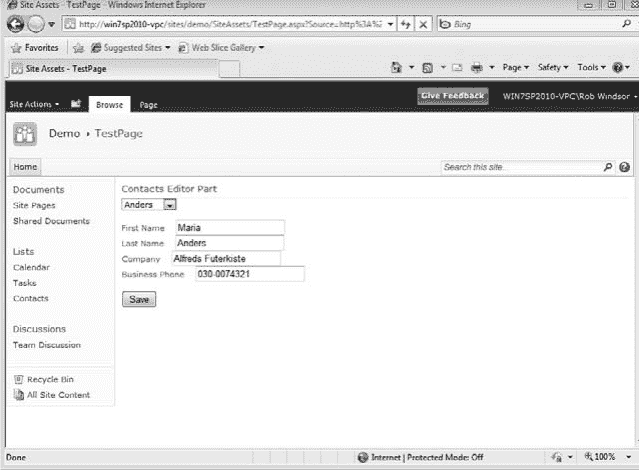 Site Assets - TestPage - Windows Internet Explorer
http://win7sp2010-vpc/sites/demo/SiteAssets/TestPage.aspx?Source=http%3A%2
Bing
Favorites Suggested Sites Web Slice Gallery
Site Assets - TestPage Page Safety Tools
Site Actions Browse Page Give Feedback WIN7SP2010-VPC\Rob Windsor
Demo TestPage
Home Search this site...
Documents
Site Pages
Shared Documents
Lists
Calendar
Tasks
Contacts
Discussions
Team Discussion
Recycle Bin
All Site Content
Contacts Editor Part
Anders
First Name Maria
Last Name Anders
Company Alfreds Futerkiste
Business Phone 030-0074321
Save
Done Internet | Protected Mode: Off 100%